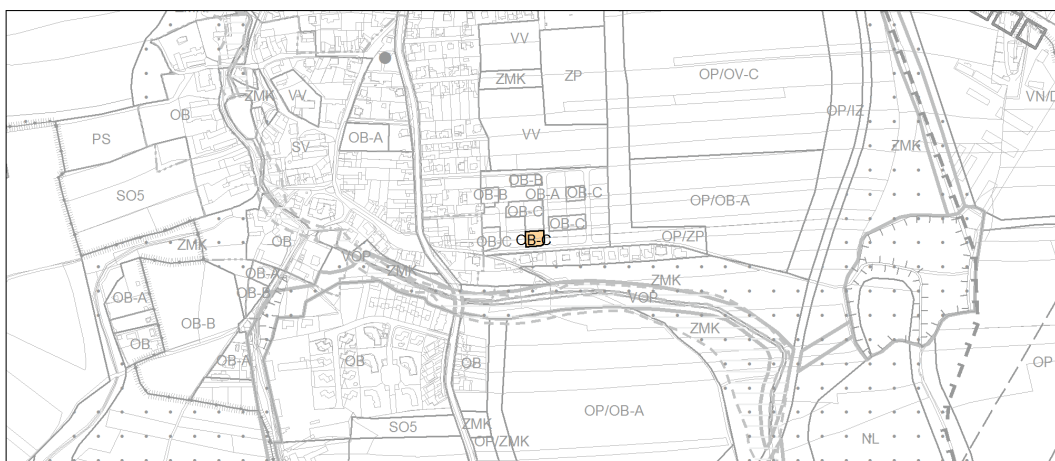 VV
ZMK
ZP
OP/OV-C
VN/D
OB
ZMK
VV
OP/IZ
PS
OB-A
VV
ZMK
SV
SO5
OB-B
OB-B
OB-A
OB-C
OP/OB-A
OB-C
OB-C
ZMK
OB
OB-C
OB-C
OP/ZP
VOP
ZMK
OB-A
ZMK
OB-A
OB-B
VOP
OB-B
ZMK
OB
OB-A
OB
OB
OP
OP/OB-A
SO5
ZMK
OP/ZMK
NL